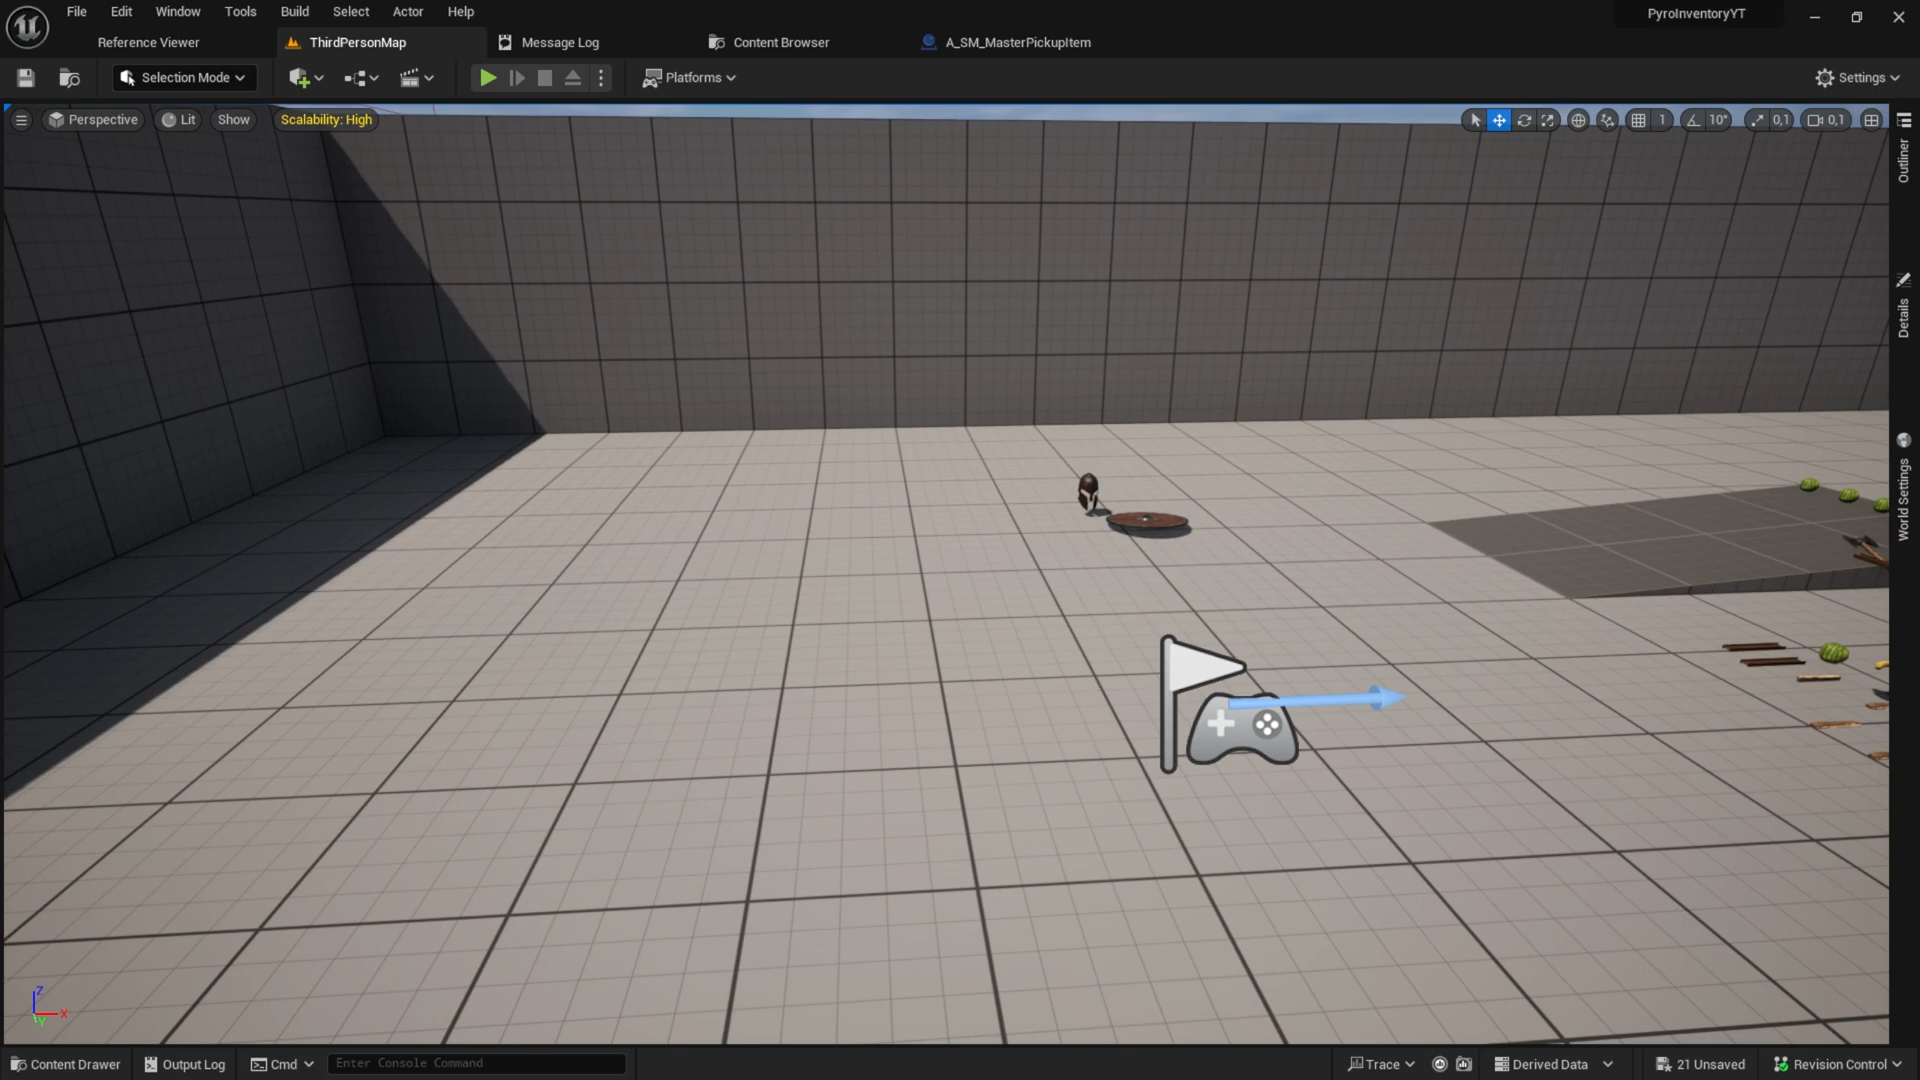 File Edit Window Tools Build Select Actor Help
PyroInventoryYT
Reference Viewer
ThirdPersonMap
Message Log
Content Browser
A_SM_MasterPickupItem
Selection Mode
Platforms
Settings
Perspective
Lit
Show
Scalability: High
1
10°
0,1
0,1
Outliner
Details
World Settings
Z
X
Y
Content Drawer
Output Log
Cmd
Enter Console Command
Trace
Derived Data
21 Unsaved
Revision Control